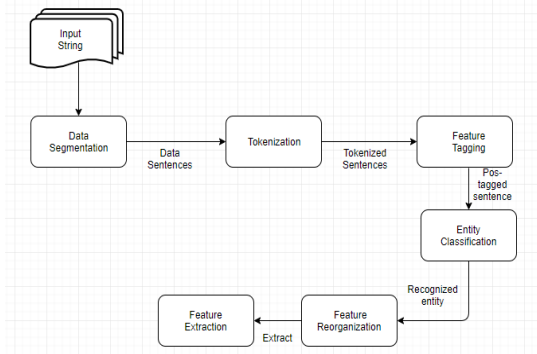 Input
String
Data
Segmentation
Data
Sentences
Tokenization
Tokenized
Sentences
Feature
Tagging
Pos-
tagged
sentence
Entity
Classification
Recognized
entity
Feature
Reorganization
Extract
Feature
Extraction